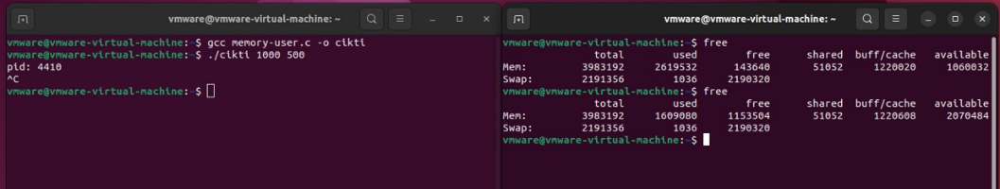 vmware@vmware-virtual-machine: ~
vmware@vmware-virtual-machine:~$ gcc memory-user.c -o cikti
vmware@vmware-virtual-machine:~$ ./cikti 1000 500
pid: 4410
^C
vmware@vmware-virtual-machine:~$
vmware@vmware-virtual-machine: ~
vmware@vmware-virtual-machine:~$ free
total used free shared buff/cache available
Mem: 3983192 2619532 143640 51052 1220020 1060032
Swap: 2191356 1036 2190320
vmware@vmware-virtual-machine:~$ free
total used free shared buff/cache available
Mem: 3983192 1609080 1153504 51052 1220608 2070484
Swap: 2191356 1036 2190320
vmware@vmware-virtual-machine:~$